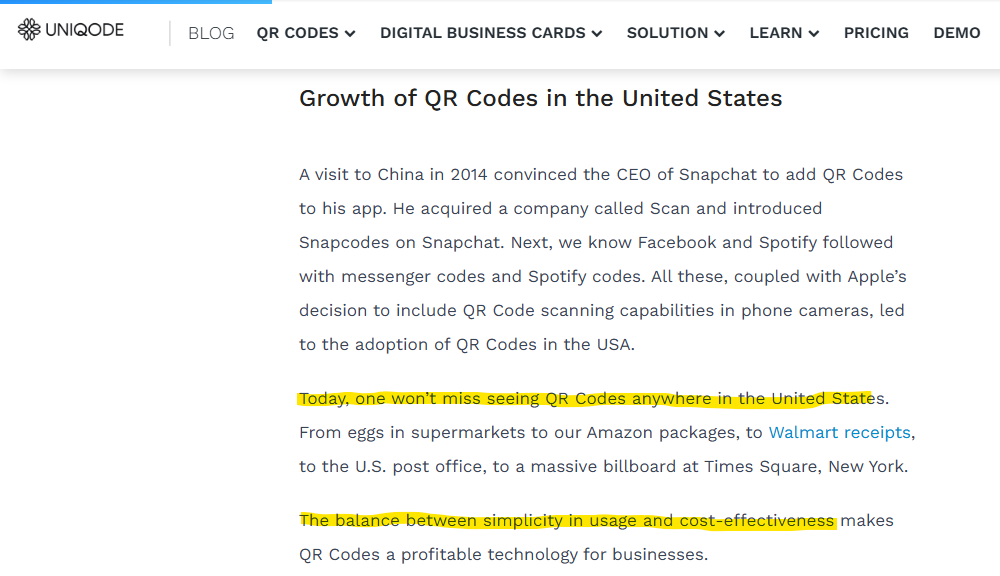 UNIQODE BLOG QR CODES DIGITAL BUSINESS CARDS SOLUTION LEARN PRICING DEMO
Growth of QR Codes in the United States
A visit to China in 2014 convinced the CEO of Snapchat to add QR Codes
to his app. He acquired a company called Scan and introduced
Snapcodes on Snapchat. Next, we know Facebook and Spotify followed
with messenger codes and Spotify codes. All these, coupled with Apple’s
decision to include QR Code scanning capabilities in phone cameras, led
to the adoption of QR Codes in the USA.
Today, one won’t miss seeing QR Codes anywhere in the United States.
From eggs in supermarkets to our Amazon packages, to Walmart receipts,
to the U.S. post office, to a massive billboard at Times Square, New York.
The balance between simplicity in usage and cost-effectiveness makes
QR Codes a profitable technology for businesses.